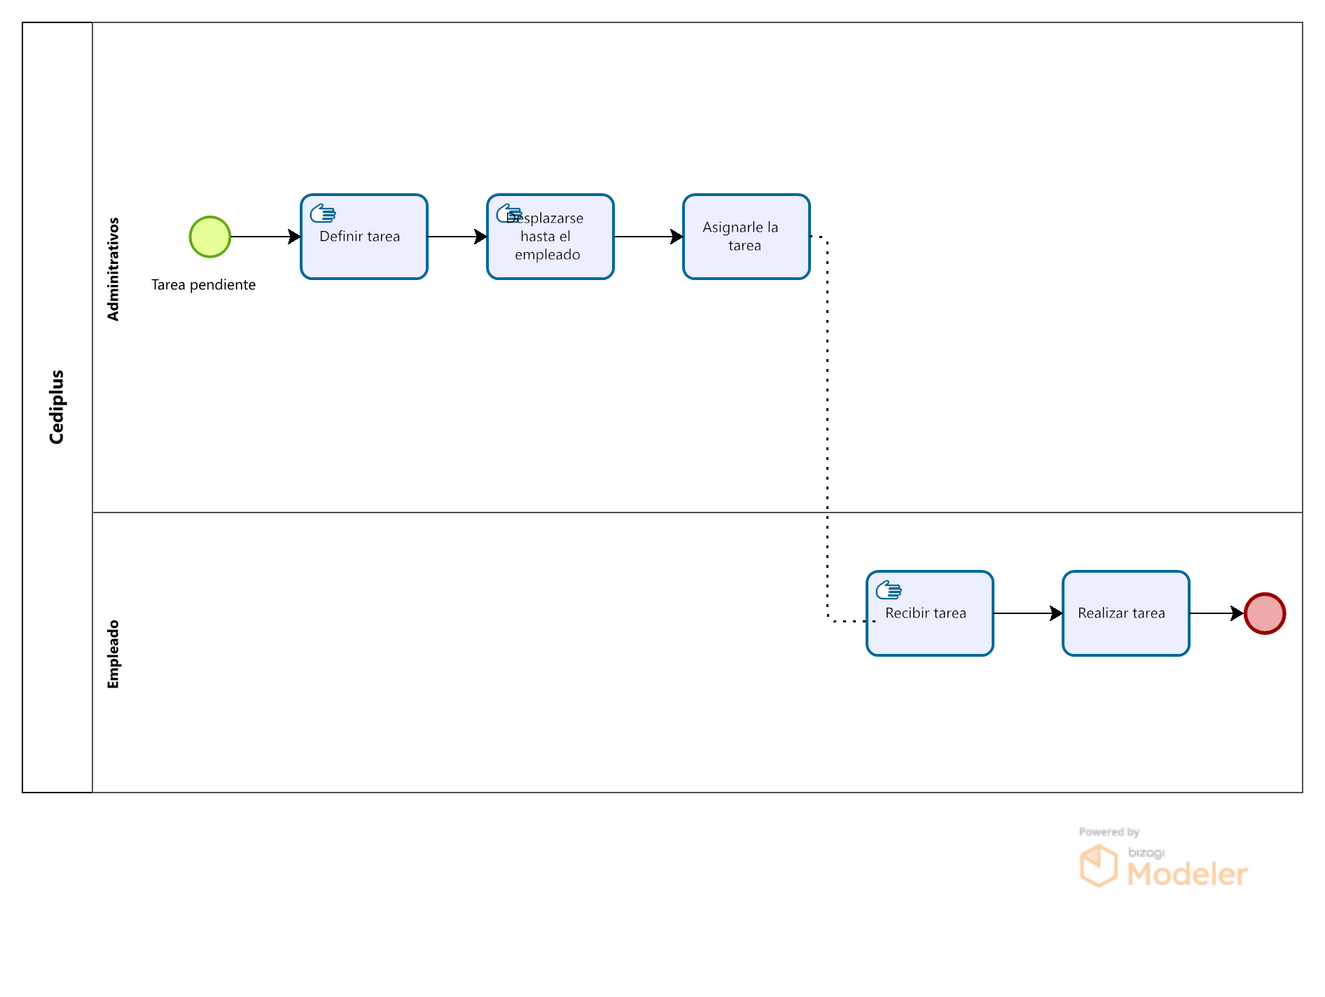 Cediplus
Adminitrativos
Tarea pendiente
Definir tarea
Desplazarse
hasta el
empleado
Asignarle la
tarea
Empleado
Recibir tarea
Realizar tarea
Powered by
bizagi
Modeler